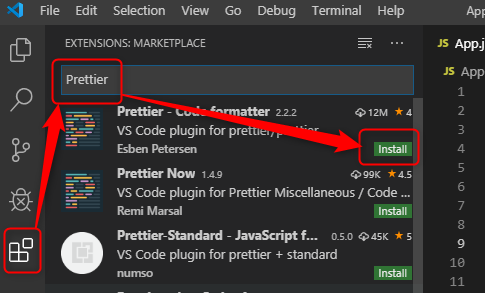 File Edit Selection View Go Debug Terminal Help App.j
EXTENSIONS: MARKETPLACE
JS App.j
Prettier
JS App
Prettier - Code formatter 2.2.2 12M 4
VS Code plugin for prettier/prettier
Esben Petersen Install
Prettier Now 1.4.9 99K 4.5
VS Code plugin for Prettier Miscellaneous / Code ...
Remi Marsal Install
Prettier-Standard - JavaScript f... 0.5.0 45K 5
VS Code plugin for prettier + standard
numso Install
1
2
3
4
5
6
7
8
9
10
11